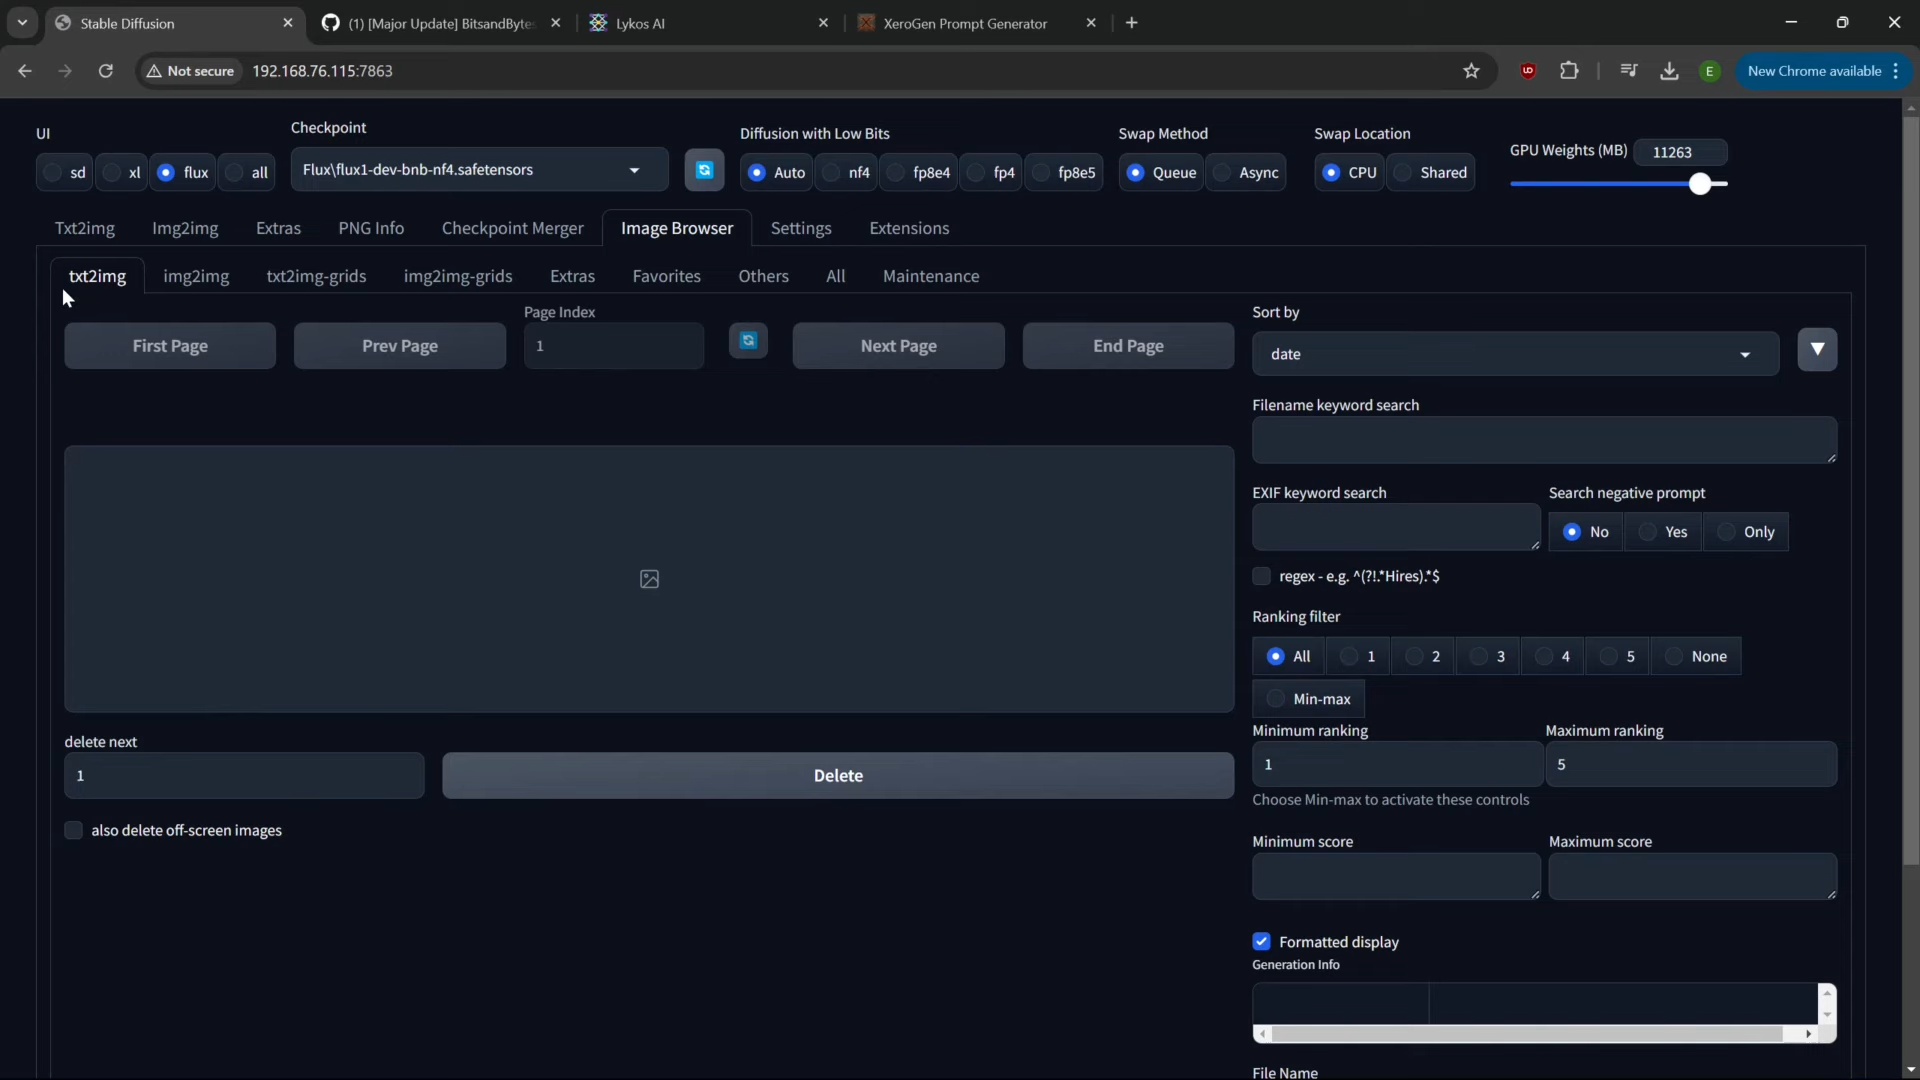 Stable Diffusion
(1) [Major Update] BitsandByte
Lykos AI
XeroGen Prompt Generator
Not secure
192.168.76.115:7863
E
New Chrome available
UI
sd
xl
flux
all
Checkpoint
Flux\flux1-dev-bnb-nf4.safetensors
Diffusion with Low Bits
Auto
nf4
fp8e4
fp4
fp8e5
Swap Method
Queue
Async
Swap Location
CPU
Shared
GPU Weights (MB)
11263
Txt2img
Img2img
Extras
PNG Info
Checkpoint Merger
Image Browser
Settings
Extensions
txt2img
img2img
txt2img-grids
img2img-grids
Extras
Favorites
Others
All
Maintenance
First Page
Prev Page
Page Index
1
Next Page
End Page
delete next
1
Delete
also delete off-screen images
Sort by
date
Filename keyword search
EXIF keyword search
Search negative prompt
No
Yes
Only
regex - e.g. ^(?!.*Hires).*$
Ranking filter
All
1
2
3
4
5
None
Min-max
Minimum ranking
1
Maximum ranking
5
Choose Min-max to activate these controls
Minimum score
Maximum score
Formatted display
Generation Info
File Name